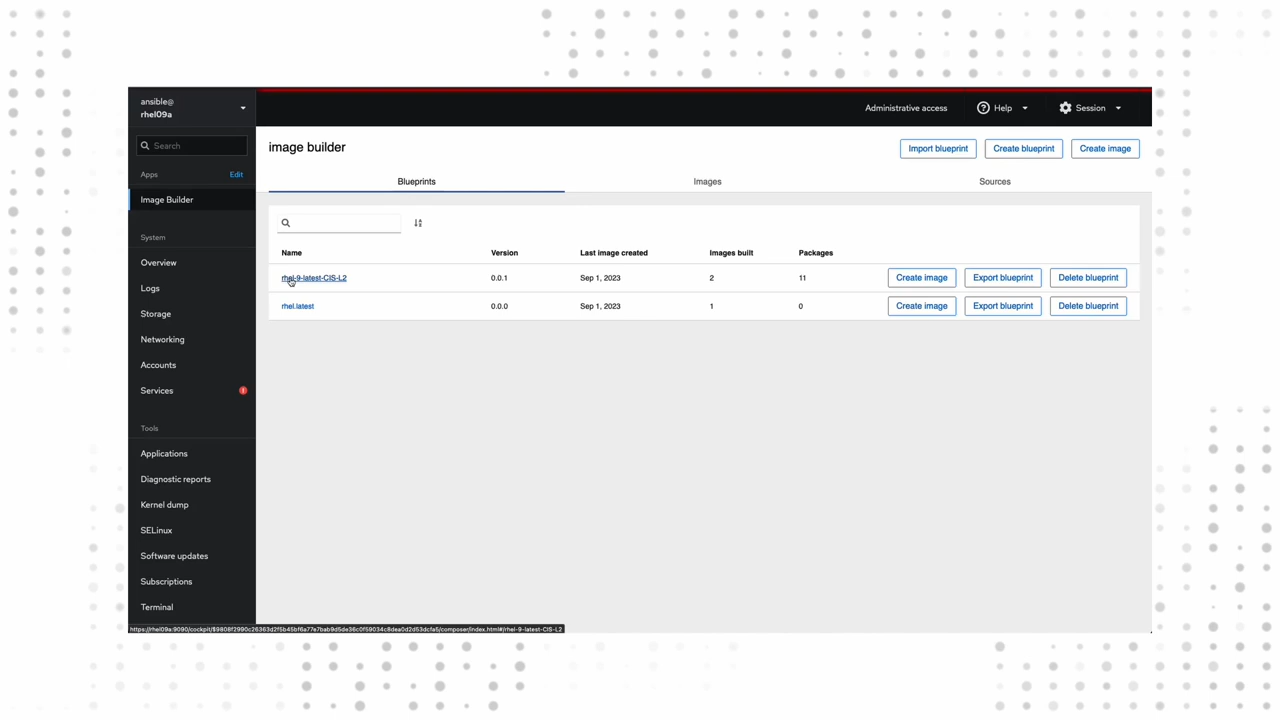 ansible@
rhel09a
Administrative access
Help
Session
Search
Apps
Edit
Image Builder
System
Overview
Logs
Storage
Networking
Accounts
Services
Tools
Applications
Diagnostic reports
Kernel dump
SELinux
Software updates
Subscriptions
Terminal
image builder
Import blueprint
Create blueprint
Create image
Blueprints
Images
Sources
Name Version Last image created Images built Packages
rhel-9-latest-CIS-L2 0.0.1 Sep 1, 2023 2 11 Create image Export blueprint Delete blueprint
rhel.latest 0.0.0 Sep 1, 2023 1 0 Create image Export blueprint Delete blueprint